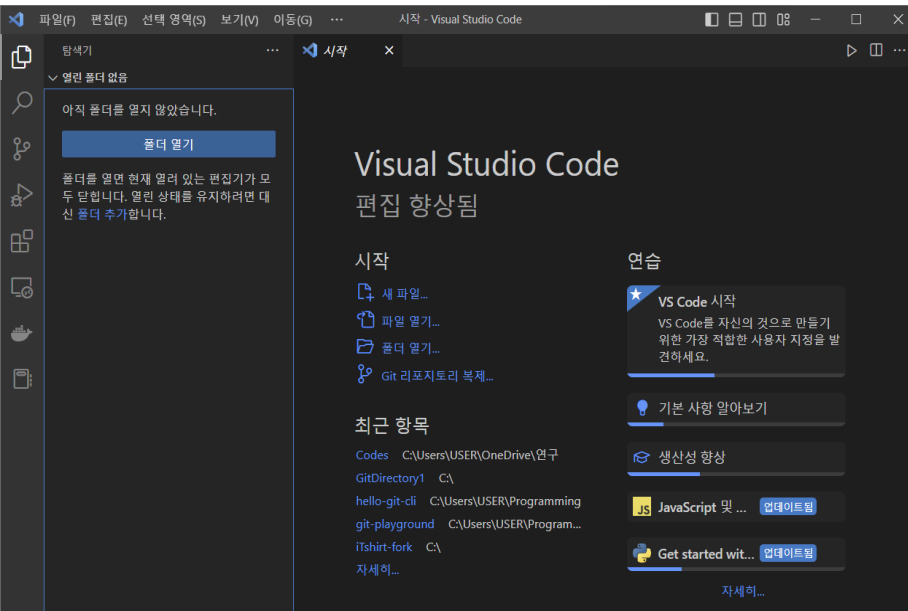 파일(F) 편집(E) 선택 영역(S) 보기(V) 이동(G) ··· 시작 - Visual Studio Code
탐색기 ···
열린 폴더 없음
아직 폴더를 열지 않았습니다.
폴더 열기
폴더를 열면 현재 열려 있는 편집기가 모
두 닫힙니다. 열린 상태를 유지하려면 대
신 폴더 추가합니다.
시작
Visual Studio Code
편집 향상됨
시작
새 파일...
파일 열기...
폴더 열기...
Git 리포지토리 복제...
최근 항목
Codes C:\Users\USER\OneDrive\연구
GitDirectory1 C:\
hello-git-cli C:\Users\USER\Programming
git-playground C:\Users\USER\Program...
iTshirt-fork C:\
자세히...
연습
VS Code 시작
VS Code를 자신의 것으로 만들기
위한 가장 적합한 사용자 지정을 발
견하세요.
기본 사항 알아보기
생산성 향상
JS JavaScript 및 ... 업데이트됨
Get started wit... 업데이트됨
자세히...